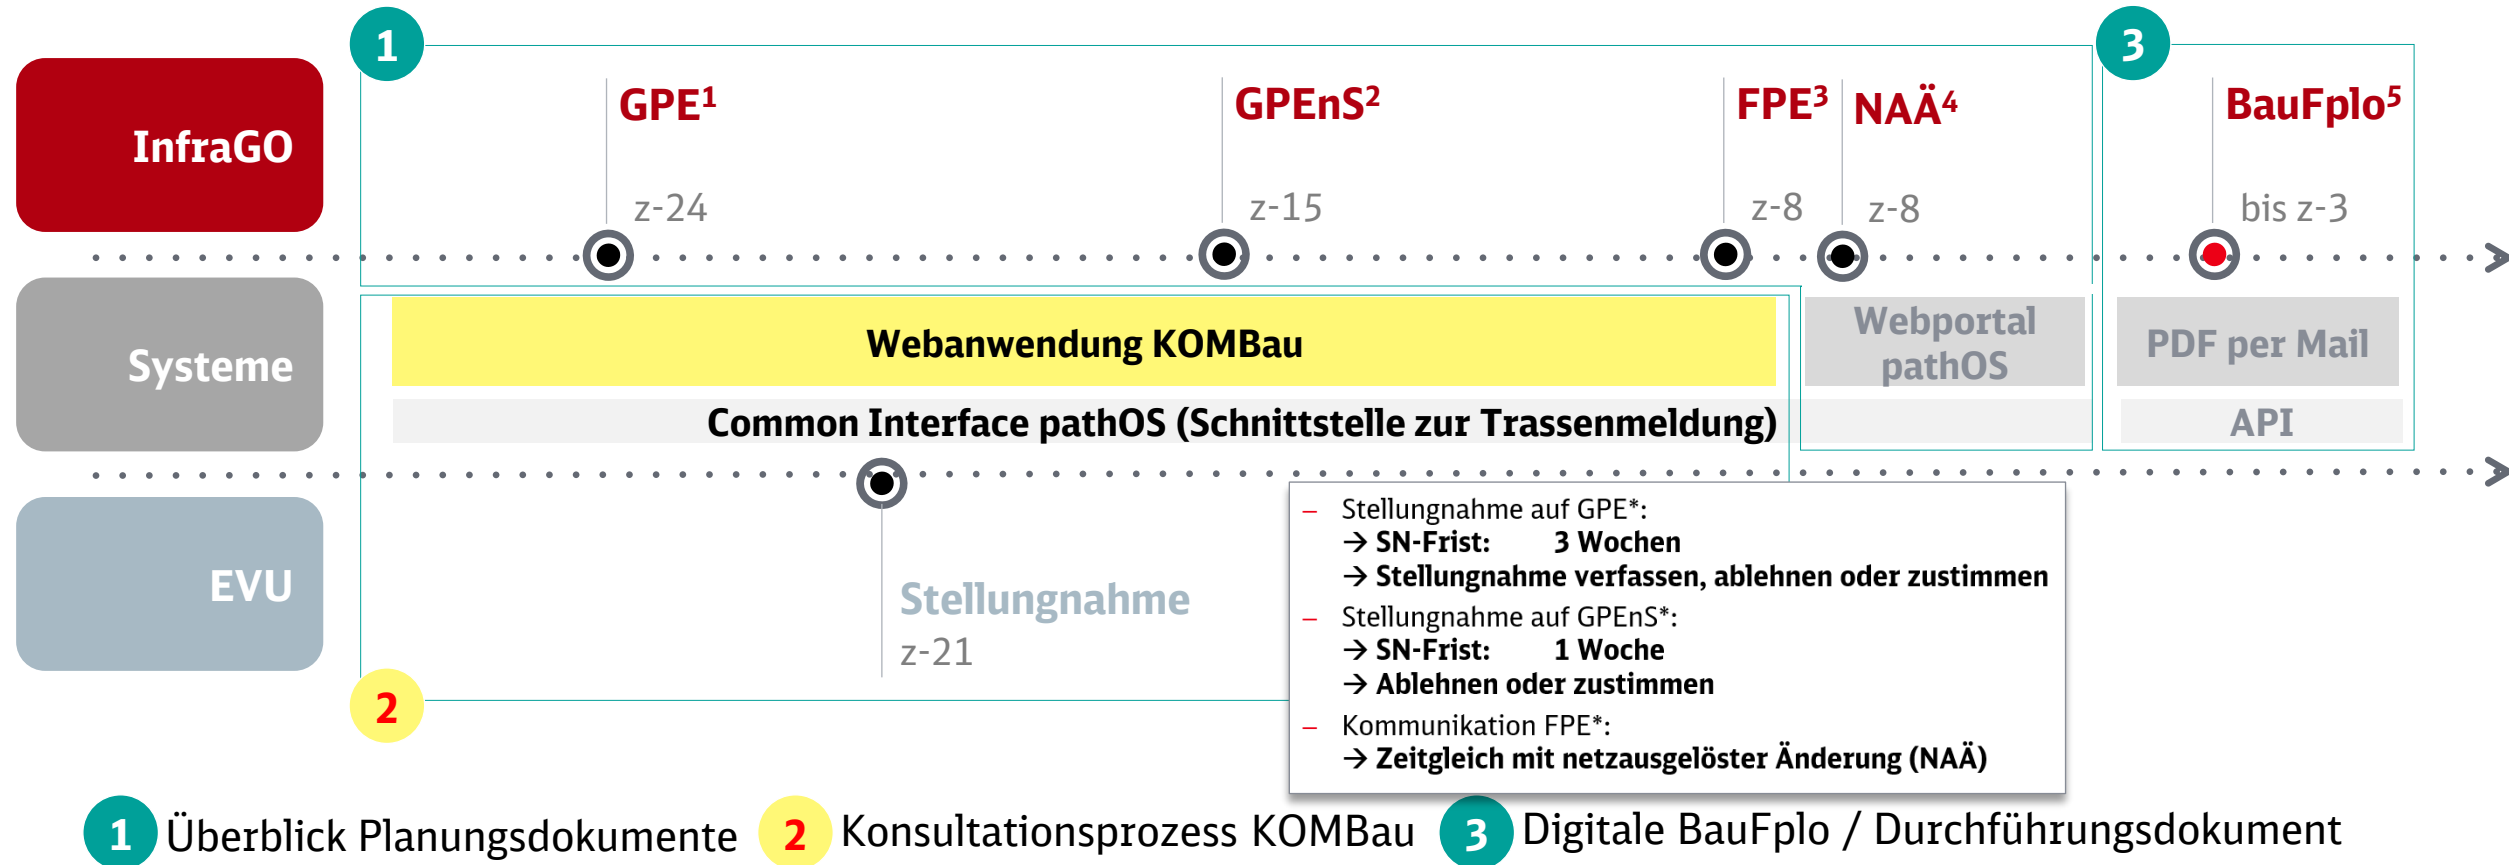 1
3
InfraGO
GPE¹
GPEnS²
FPE³
NAÄ⁴
BauFplo⁵
z-24
z-15
z-8
z-8
bis z-3
Systeme
Webanwendung KOMBau
Webportal
pathOS
PDF per Mail
Common Interface pathOS (Schnittstelle zur Trassenmeldung)
API
EVU
Stellungnahme
z-21
– Stellungnahme auf GPE*:
→ SN-Frist: 3 Wochen
→ Stellungnahme verfassen, ablehnen oder zustimmen
– Stellungnahme auf GPEnS*:
→ SN-Frist: 1 Woche
→ Ablehnen oder zustimmen
– Kommunikation FPE*:
→ Zeitgleich mit netzausgelöster Änderung (NAÄ)
2
1 Überblick Planungsdokumente
2 Konsultationsprozess KOMBau
3 Digitale BauFplo / Durchführungsdokument